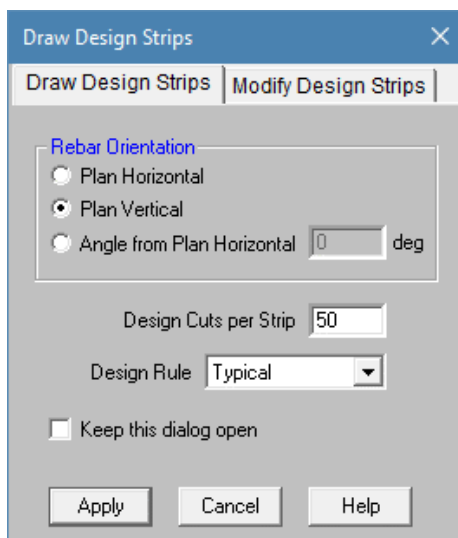 Draw Design Strips
Draw Design Strips Modify Design Strips
Rebar Orientation
Plan Horizontal
Plan Vertical
Angle from Plan Horizontal 0 deg
Design Cuts per Strip 50
Design Rule Typical
Keep this dialog open
Apply Cancel Help